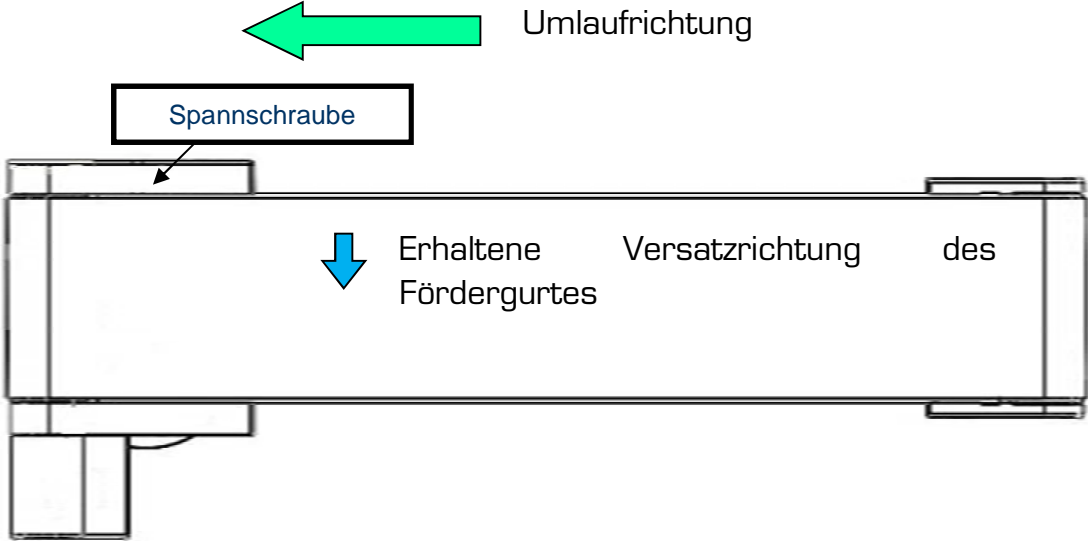 Umlaufrichtung
Spannschraube
Erhaltene Versatzrichtung des
Fördergurtes